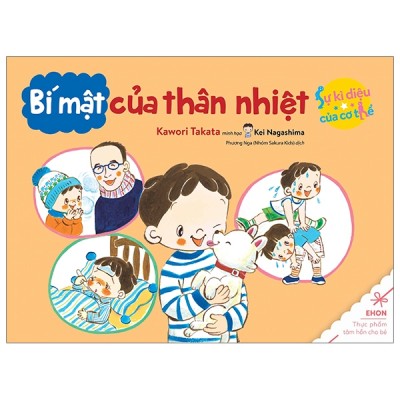 Bí mật của thân nhiệt
Sự kì diệu
của cơ thể
Kawori Takata minh họa Kei Nagashima
Phương Nga (Nhóm Sakura Kids) dịch
EHON
Thực phẩm
tâm hồn cho bé